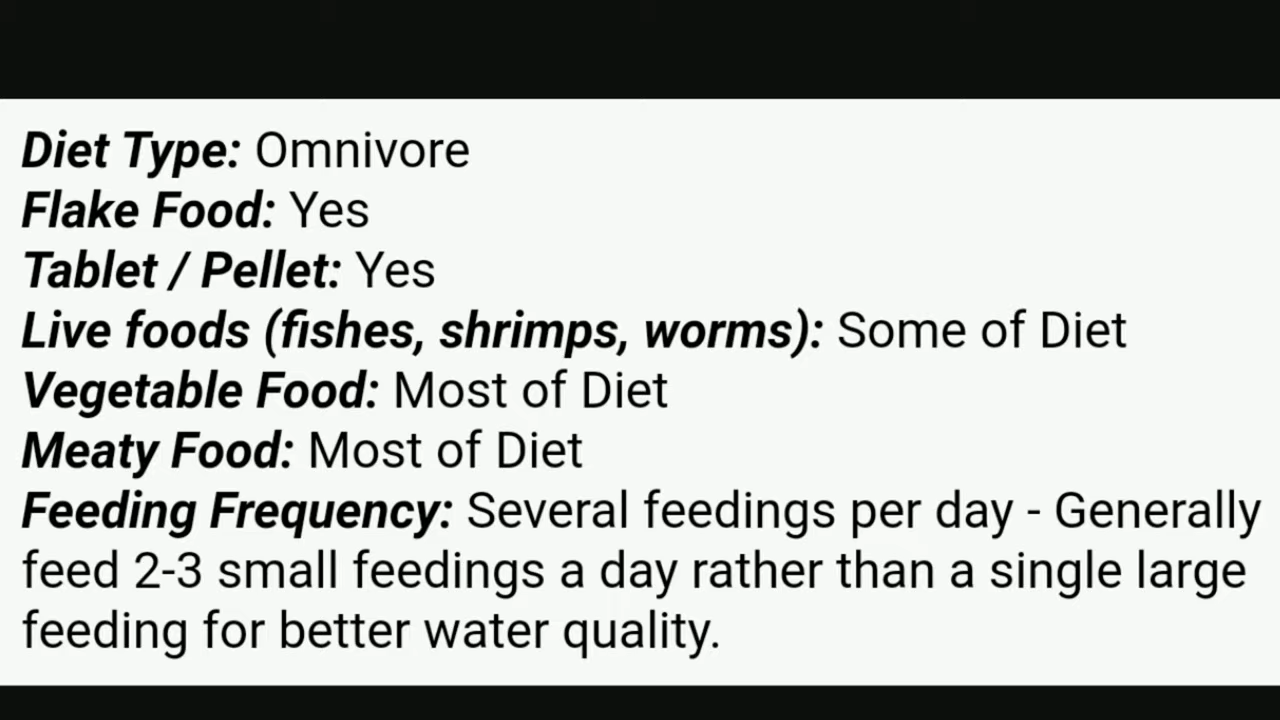 Diet Type: Omnivore
Flake Food: Yes
Tablet / Pellet: Yes
Live foods (fishes, shrimps, worms): Some of Diet
Vegetable Food: Most of Diet
Meaty Food: Most of Diet
Feeding Frequency: Several feedings per day - Generally
feed 2-3 small feedings a day rather than a single large
feeding for better water quality.